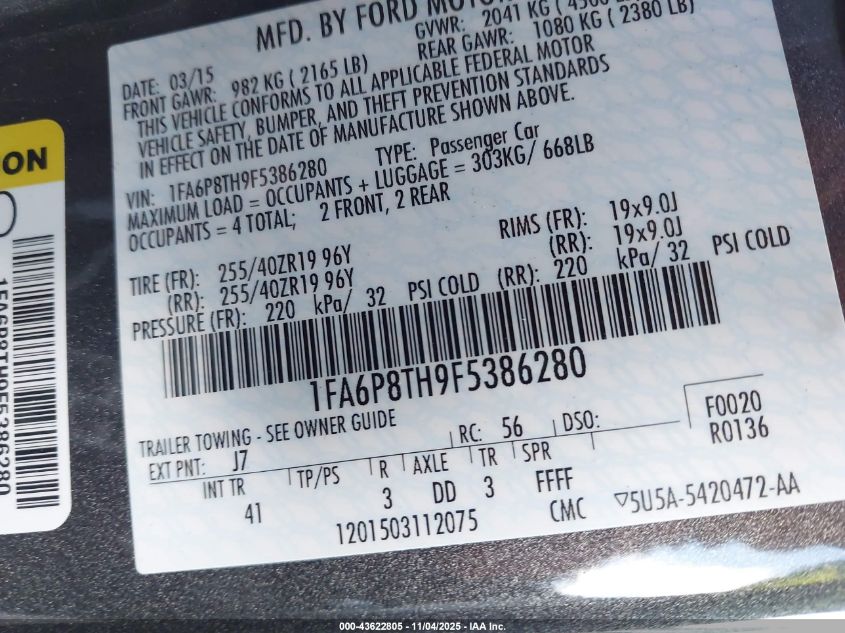 MFD. BY FORD MOTOR
GVWR: 2041 KG
DATE: 03/15
REAR GAWR: 1080 KG ( 2380 LB)
FRONT GAWR: 982 KG ( 2165 LB)
THIS VEHICLE CONFORMS TO ALL APPLICABLE FEDERAL MOTOR
VEHICLE SAFETY, BUMPER, AND THEFT PREVENTION STANDARDS
IN EFFECT ON THE DATE OF MANUFACTURE SHOWN ABOVE.
VIN: 1FA6P8TH9F5386280 TYPE: Passenger Car
MAXIMUM LOAD = OCCUPANTS + LUGGAGE = 303KG/ 668LB
OCCUPANTS = 4 TOTAL; 2 FRONT, 2 REAR
TIRE (FR): 255/40ZR19 96Y RIMS (FR): 19x9.0J
(RR): 255/40ZR19 96Y (RR): 19x9.0J
PRESSURE (FR): 220 kPa/ 32 PSI COLD (RR): 220 kPa/ 32 PSI COLD
1FA6P8TH9F5386280
TRAILER TOWING - SEE OWNER GUIDE
RC: 56 DSO:
F0020
R0136
EXT PNT: J7
INT TR TP/PS R AXLE TR SPR
41 3 DD 3 FFFF
1201503112075 CMC ▽5U5A-5420472-AA
ON
1FA6P8TH9F5386280
000-43622805 - 11/04/2025 - IAA Inc.